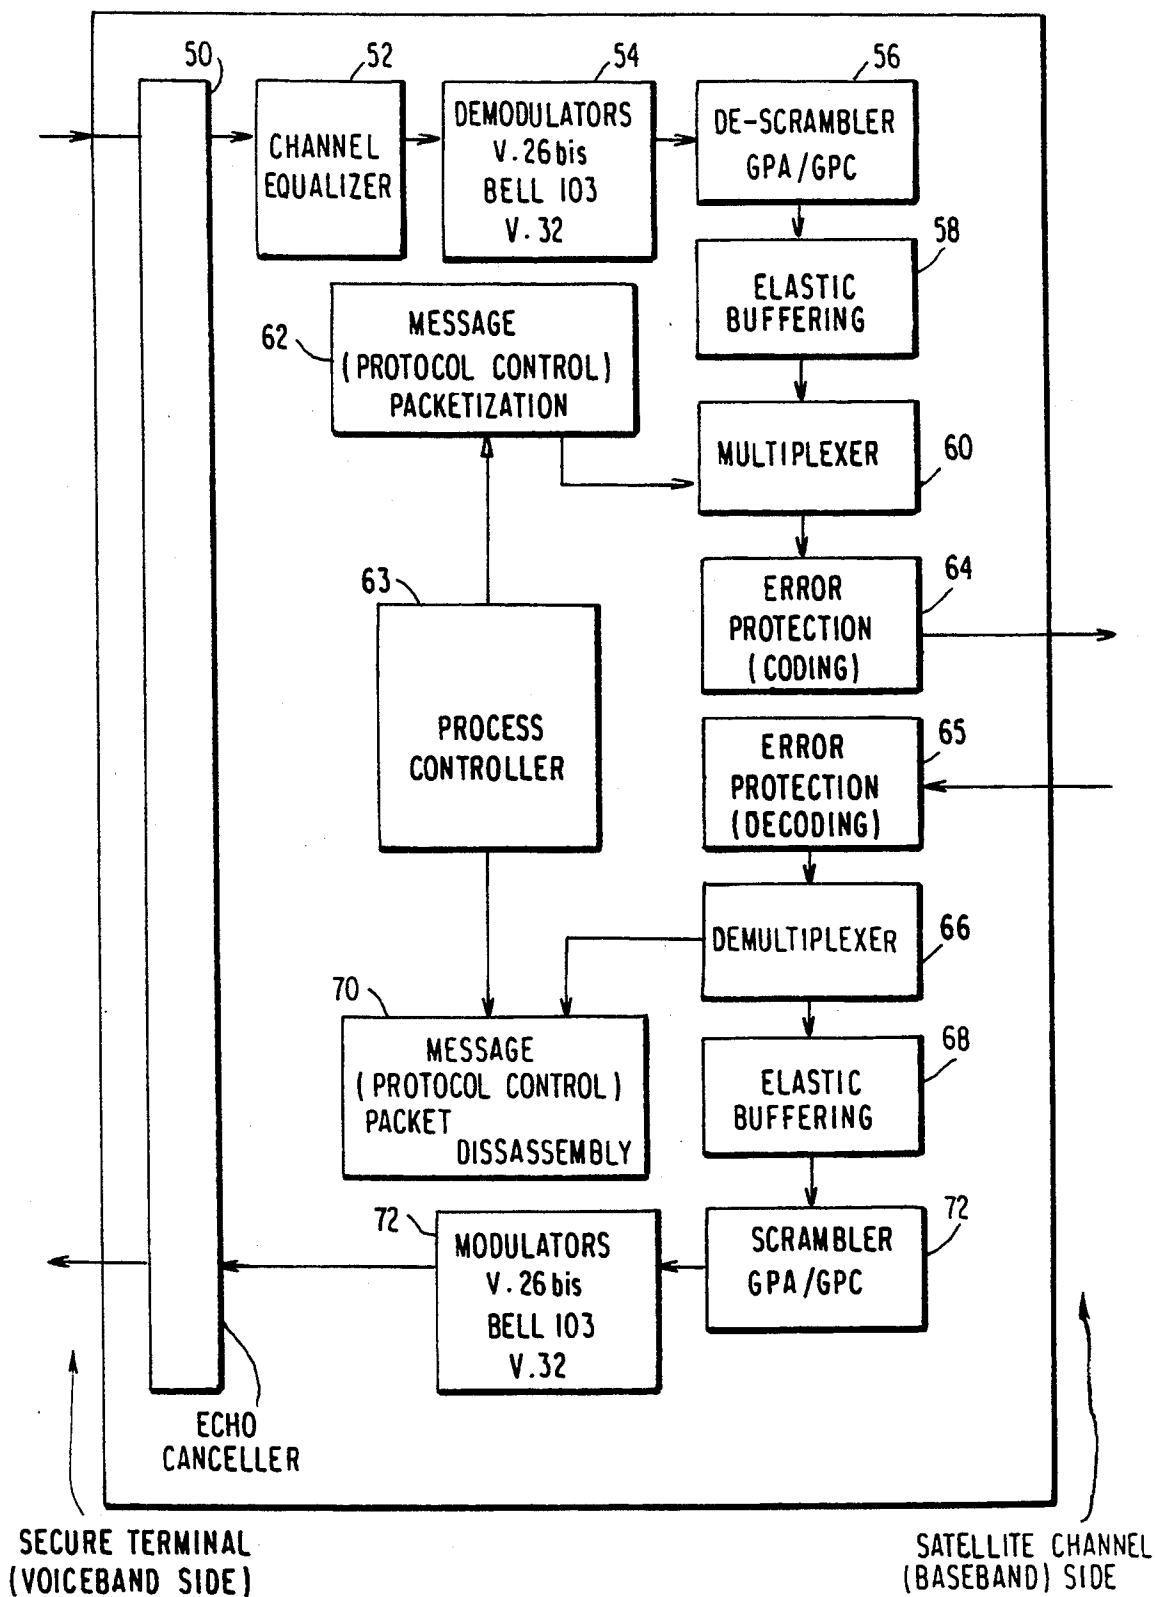 50
52
CHANNEL
EQUALIZER
54
DEMODULATORS
V.26bis
BELL 103
V.32
56
DE-SCRAMBLER
GPA/GPC
58
ELASTIC
BUFFERING
62
MESSAGE
(PROTOCOL CONTROL)
PACKETIZATION
60
MULTIPLEXER
63
PROCESS
CONTROLLER
64
ERROR
PROTECTION
(CODING)
65
ERROR
PROTECTION
(DECODING)
66
DEMULTIPLEXER
70
MESSAGE
(PROTOCOL CONTROL)
PACKET
DISSASSEMBLY
68
ELASTIC
BUFFERING
72
MODULATORS
V.26bis
BELL 103
V.32
72
SCRAMBLER
GPA/GPC
ECHO
CANCELLER
SECURE TERMINAL
(VOICEBAND SIDE)
SATELLITE CHANNEL
(BASEBAND) SIDE